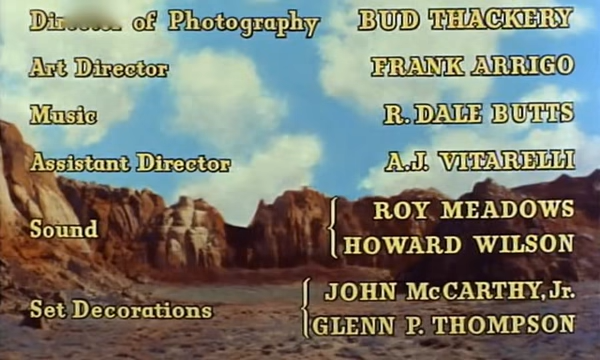 Director of Photography BUD THACKERY
Art Director FRANK ARRIGO
Music R. DALE BUTTS
Assistant Director A.J. VITARELLI
Sound ROY MEADOWS
HOWARD WILSON
Set Decorations JOHN McCARTHY, Jr.
GLENN P. THOMPSON